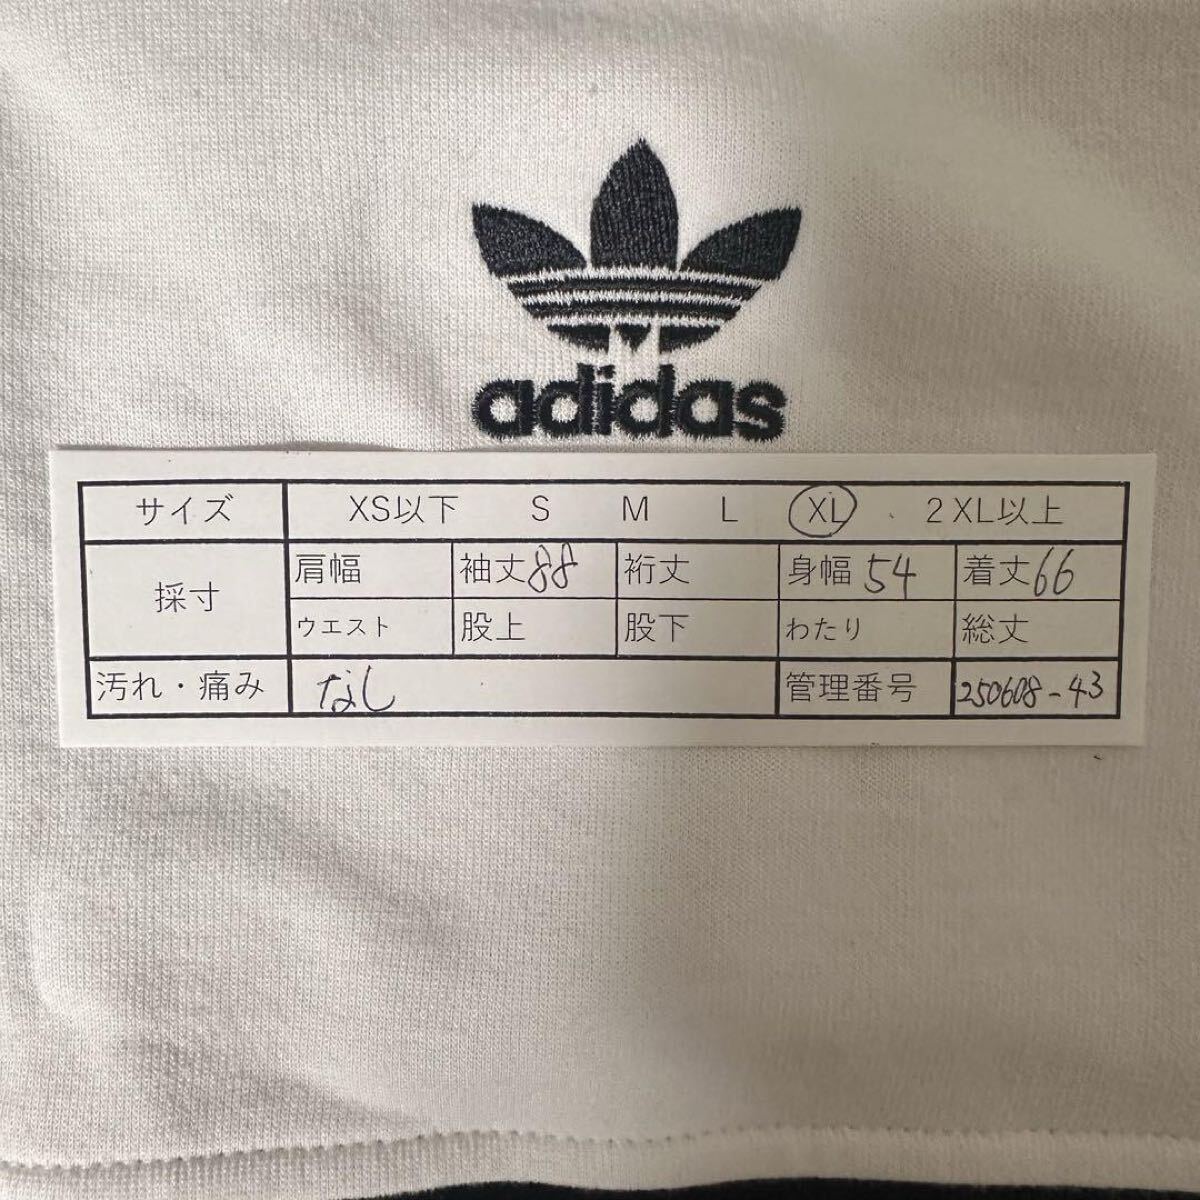 adidas
サイズ XS以下 S M L XL 2XL以上
採寸 肩幅 袖丈88 裄丈 身幅54 着丈66
ウエスト 股上 股下 わたり 総丈
汚れ・痛み なし 管理番号 250608-43